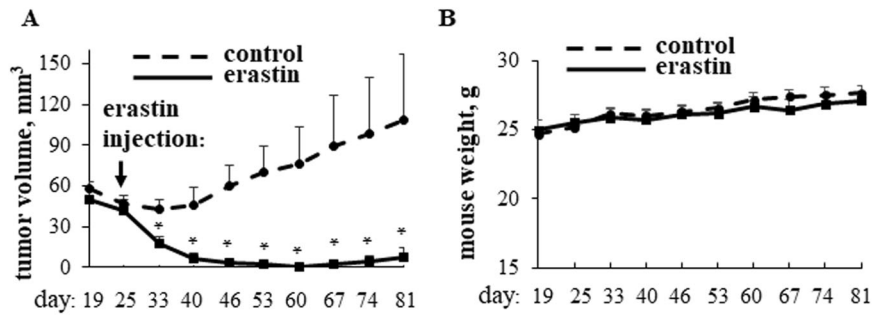 A
control
erastin
erastin
injection:
tumor volume, mm³
150
120
90
60
30
0
* * * * * * * *
day: 19 25 33 40 46 53 60 67 74 81
B
control
erastin
mouse weight, g
30
25
20
15
day: 19 25 33 40 46 53 60 67 74 81